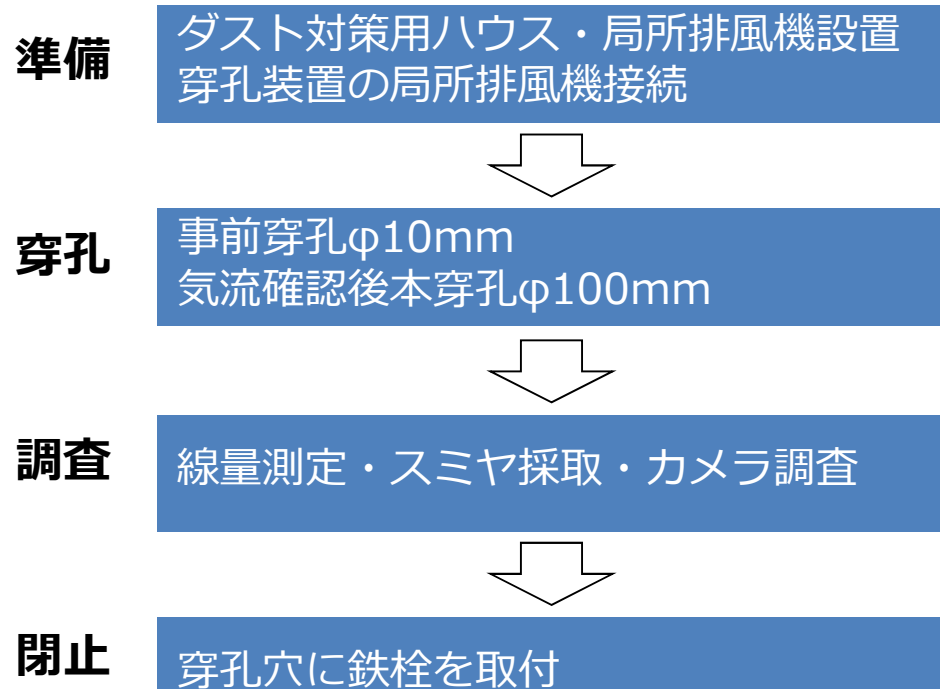 準備
ダスト対策用ハウス・局所排風機設置
穿孔装置の局所排風機接続
穿孔
事前穿孔φ10mm
気流確認後本穿孔φ100mm
調査
線量測定・スミヤ採取・カメラ調査
閉止
穿孔穴に鉄栓を取付